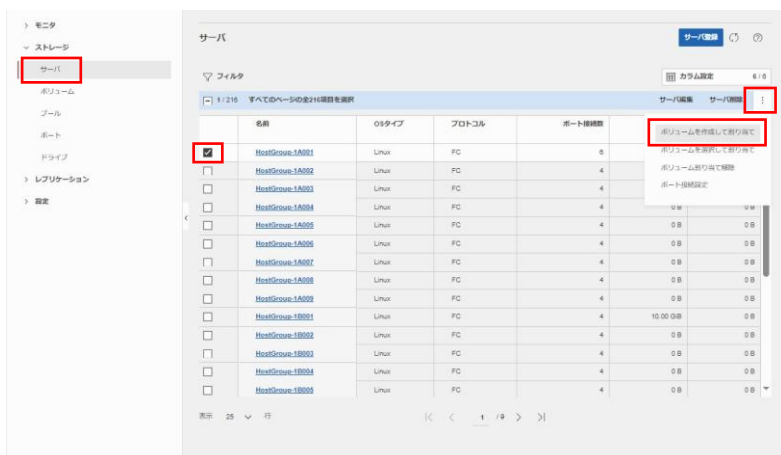 モニタ
ストレージ
サーバ
ボリューム
プール
ポート
ドライブ
レプリケーション
設定
サーバ
サーバ登録
フィルタ
カラム設定 6 / 6
1 / 216 すべてのページの全216項目を選択 サーバ編集 サーバ削除
名前 OSタイプ プロトコル ポート接続数
ボリュームを作成して割り当て
ボリュームを選択して割り当て
ボリューム割り当て解除
ポート接続設定
HostGroup-1A001 Linux FC 6
HostGroup-1A002 Linux FC 4
HostGroup-1A003 Linux FC 4
HostGroup-1A004 Linux FC 4 0 B 0 B
HostGroup-1A005 Linux FC 4 0 B 0 B
HostGroup-1A006 Linux FC 4 0 B 0 B
HostGroup-1A007 Linux FC 4 0 B 0 B
HostGroup-1A008 Linux FC 4 0 B 0 B
HostGroup-1A009 Linux FC 4 0 B 0 B
HostGroup-1B001 Linux FC 4 10.00 GiB 0 B
HostGroup-1B002 Linux FC 4 0 B 0 B
HostGroup-1B003 Linux FC 4 0 B 0 B
HostGroup-1B004 Linux FC 4 0 B 0 B
HostGroup-1B005 Linux FC 4 0 B 0 B
表示 25 行 1 / 9